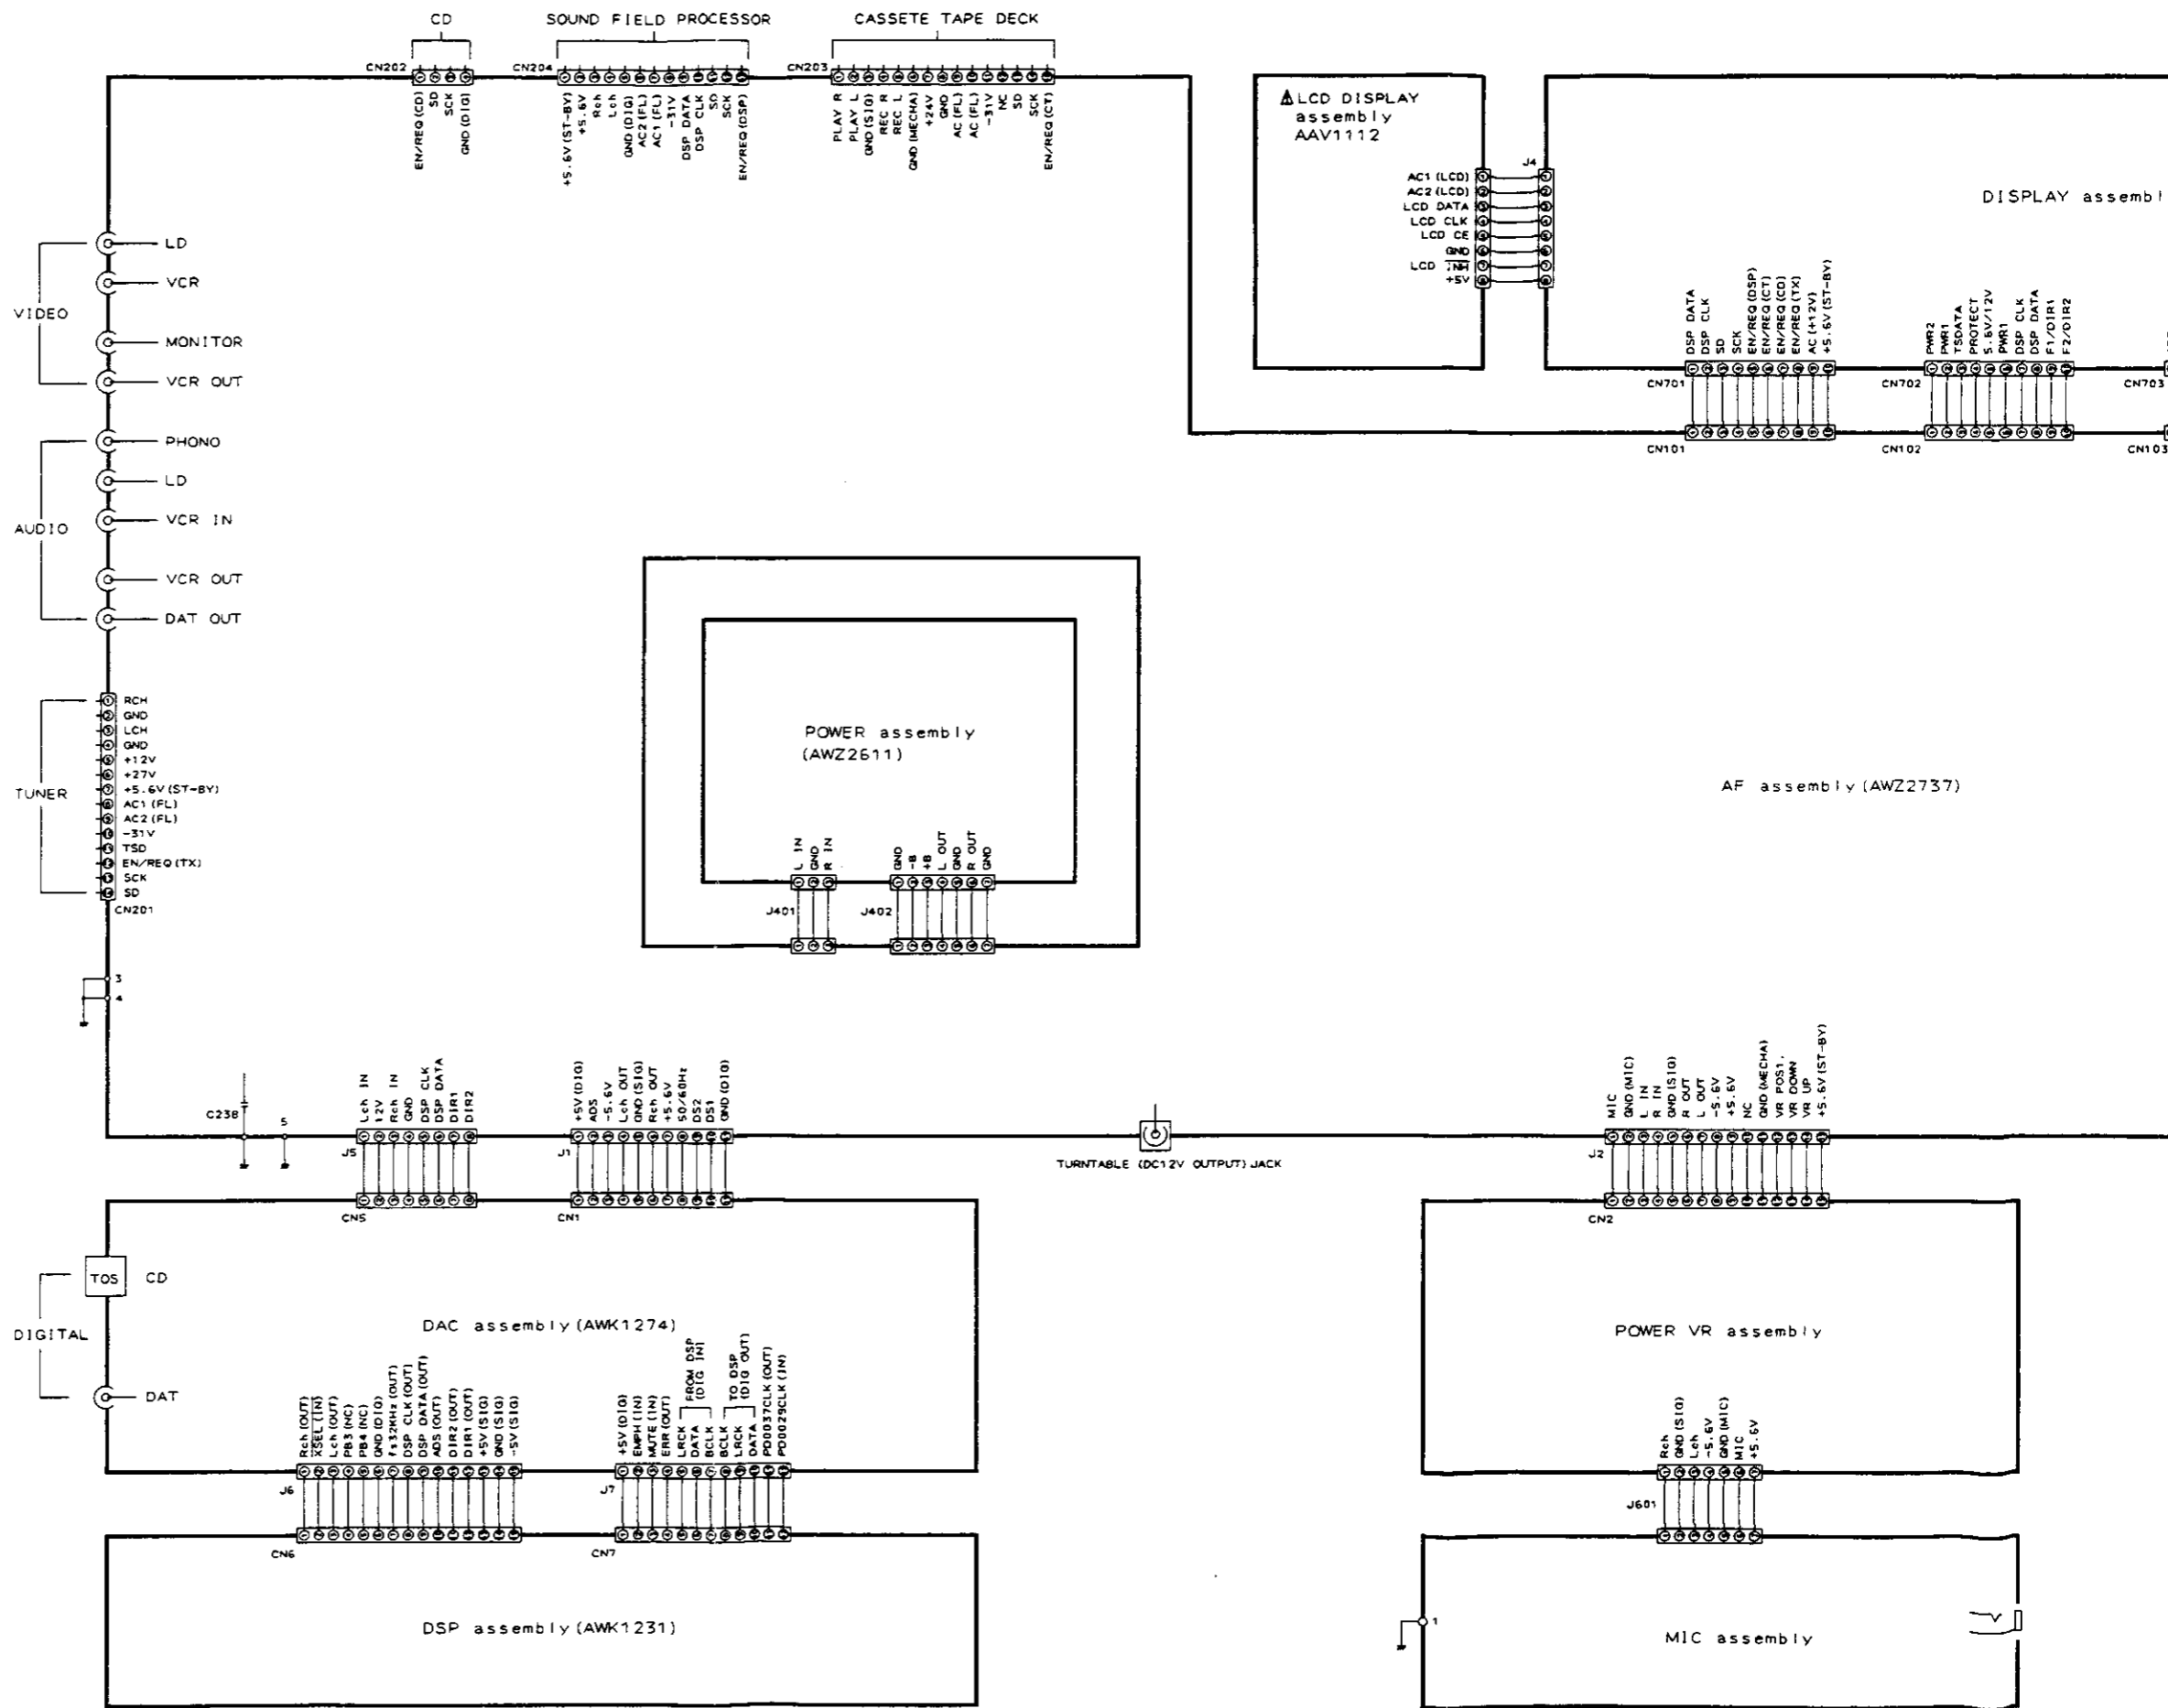 CD
SOUND FIELD PROCESSOR
CASSETE TAPE DECK
CN202
CN204
CN203
EN/REQ (CD)
SD
SCK
GND (DIG)
+5.6V (ST-BY)
+5.6V
Rch
Lch
GND (DIG)
AC2 (FL)
AC1 (FL)
-31V
DSP DATA
DSP CLK
SD
SCK
EN/REQ (DSP)
PLAY R
PLAY L
GND (SIG)
REC R
REC L
GND (MECHA)
+24V
GND
AC (FL)
AC (FL)
-31V
NC
SD
SCK
EN/REQ (CT)
LCD DISPLAY
assembly
AAV1112
J4
AC1 (LCD)
AC2 (LCD)
LCD DATA
LCD CLK
LCD CE
GND
LCD INH
+5V
DISPLAY assembl
DSP DATA
DSP CLK
SD
SCK
EN/REQ (DSP)
EN/REQ (CT)
EN/REQ (CD)
EN/REQ (TX)
AC (+12V)
+5.6V (ST-BY)
PWR2
PWR1
TSDATA
PROTECT
5.6V/12V
PWR1
DSP CLK
DSP DATA
F1/DIR1
F2/DIR2
CN701
CN702
CN703
CN101
CN102
CN103
VIDEO
LD
VCR
MONITOR
VCR OUT
AUDIO
PHONO
LD
VCR IN
VCR OUT
DAT OUT
TUNER
RCH
GND
LCH
GND
+12V
+27V
+5.6V (ST-BY)
AC1 (FL)
AC2 (FL)
-31V
TSD
EN/REQ (TX)
SCK
SD
CN201
POWER assembly
(AWZ2611)
L IN
GND
R IN
GND
-B
+B
L OUT
GND
R OUT
GND
J401
J402
AF assembly (AWZ2737)
3
4
C238
5
Lch IN
12V
Rch IN
GND
DSP CLK
DSP DATA
DIR1
DIR2
J5
+5V (DIG)
ADS
-5.6V
Lch OUT
GND (SIG)
Rch OUT
+5.6V
50/60Hz
DS2
DS1
GND (DIG)
J1
TURNTABLE (DC12V OUTPUT) JACK
MIC
GND (MIC)
L IN
R IN
GND (SIG)
R OUT
L OUT
-5.6V
+5.6V
NC
GND (MECHA)
VR POS1.
VR DOWN
VR UP
+5.6V (ST-BY)
J2
CN5
CN1
CN2
DIGITAL
TOS
CD
DAT
DAC assembly (AWK1274)
Rch (OUT)
XSEL (IN)
Lch (OUT)
PB3 (NC)
PB4 (NC)
GND (DIG)
fs32KHz (OUT)
DSP CLK (OUT)
DSP DATA (OUT)
ADS (OUT)
DIR2 (OUT)
DIR1 (OUT)
+5V (SIG)
GND (SIG)
-5V (SIG)
+5V (DIG)
EMPH (IN)
MUTE (IN)
ERR (OUT)
LRCK
DATA
BCLK
FROM DSP
(DIG IN)
BCLK
LRCK
DATA
TO DSP
(DIG OUT)
PD0037CLK (OUT)
PD0029CLK (IN)
J6
J7
CN6
CN7
DSP assembly (AWK1231)
POWER VR assembly
Rch
GND (SIG)
Lch
-5.6V
GND (MIC)
MIC
+5.6V
J601
1
MIC assembly